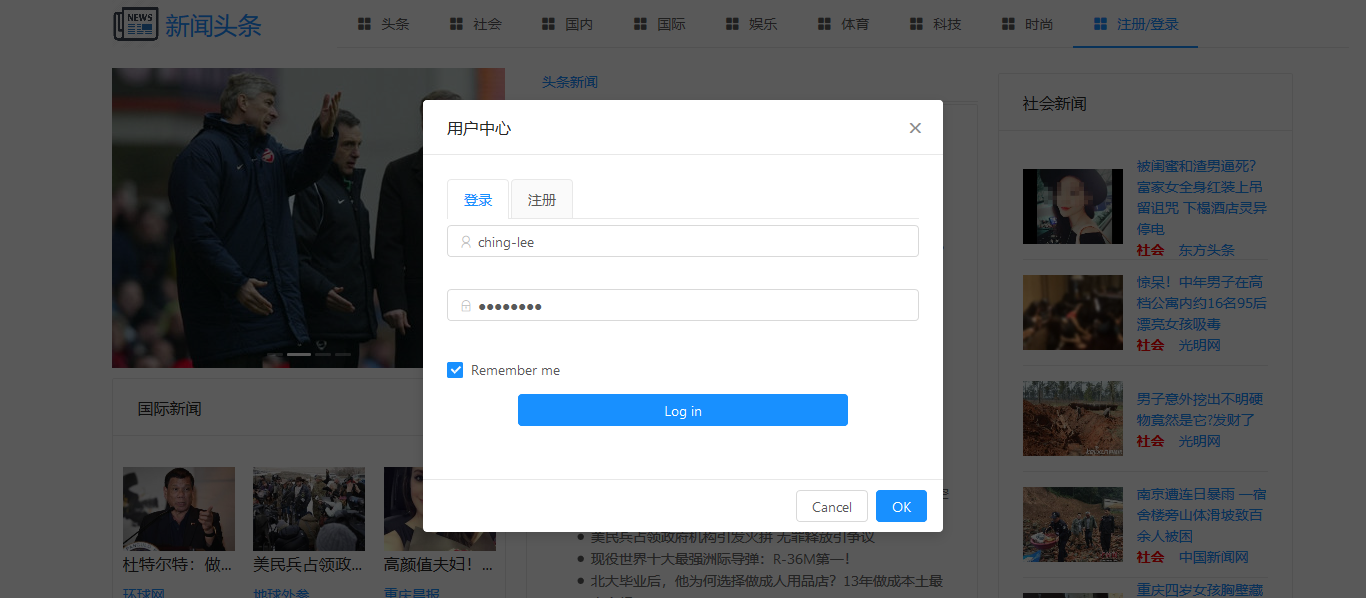 NEWS 新闻头条 头条 社会 国内 国际 娱乐 体育 科技 时尚 注册/登录
头条新闻
用户中心
登录 注册
ching-lee
●●●●●●●●
Remember me
Log in
Cancel OK
国际新闻
杜特尔特：做...
环球网
美民兵占领政...
地球外参
高颜值夫妇！...
重庆晨报
美民兵占领政府机构引发火拼 无罪释放引争议
现役世界十大最强洲际导弹：R-36M第一！
北大毕业后，他为何选择做成人用品店？13年做成本土最
社会新闻
被闺蜜和渣男逼死？
富家女全身红装上吊
留诅咒 下榻酒店灵异
停电
社会 东方头条
惊呆！中年男子在高
档公寓内约16名95后
漂亮女孩吸毒
社会 光明网
男子意外挖出不明硬
物竟然是它?发财了
社会 光明网
南京遭连日暴雨 一宿
舍楼旁山体滑坡致百
余人被困
社会 中国新闻网
重庆四岁女孩胸壁藏